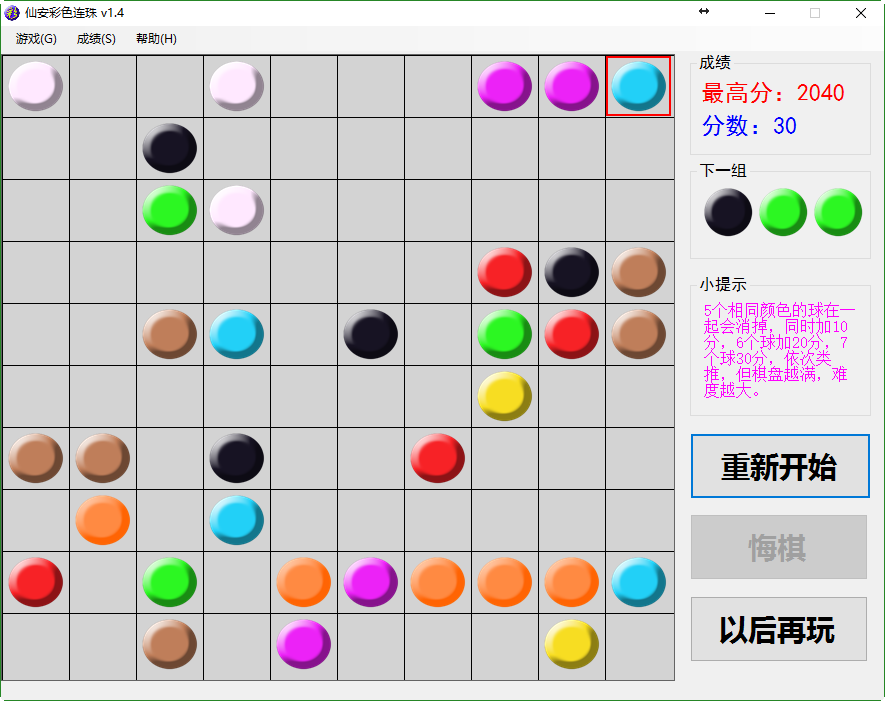 仙安彩色连珠 v1.4
游戏(G) 成绩(S) 帮助(H)
成绩
最高分：2040
分数：30
下一组
小提示
5个相同颜色的球在一
起会消掉，同时加10
分，6个球加20分，7
个球30分，依次类
推，但棋盘越满，难
度越大。
重新开始
悔棋
以后再玩